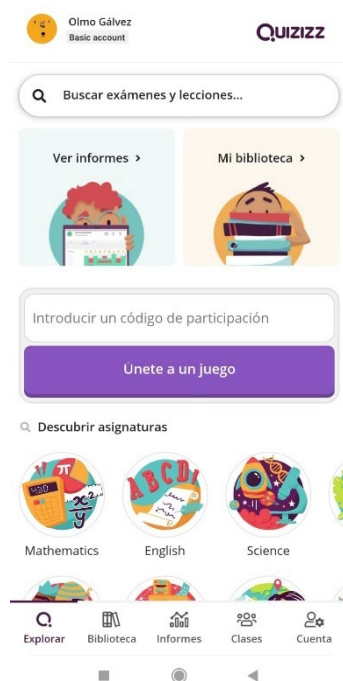 Olmo Gálvez
Basic account
QUIZIZZ
Buscar exámenes y lecciones...
Ver informes >
Mi biblioteca >
Introducir un código de participación
Únete a un juego
Descubrir asignaturas
Mathematics
English
Science
Explorar
Biblioteca
Informes
Clases
Cuenta